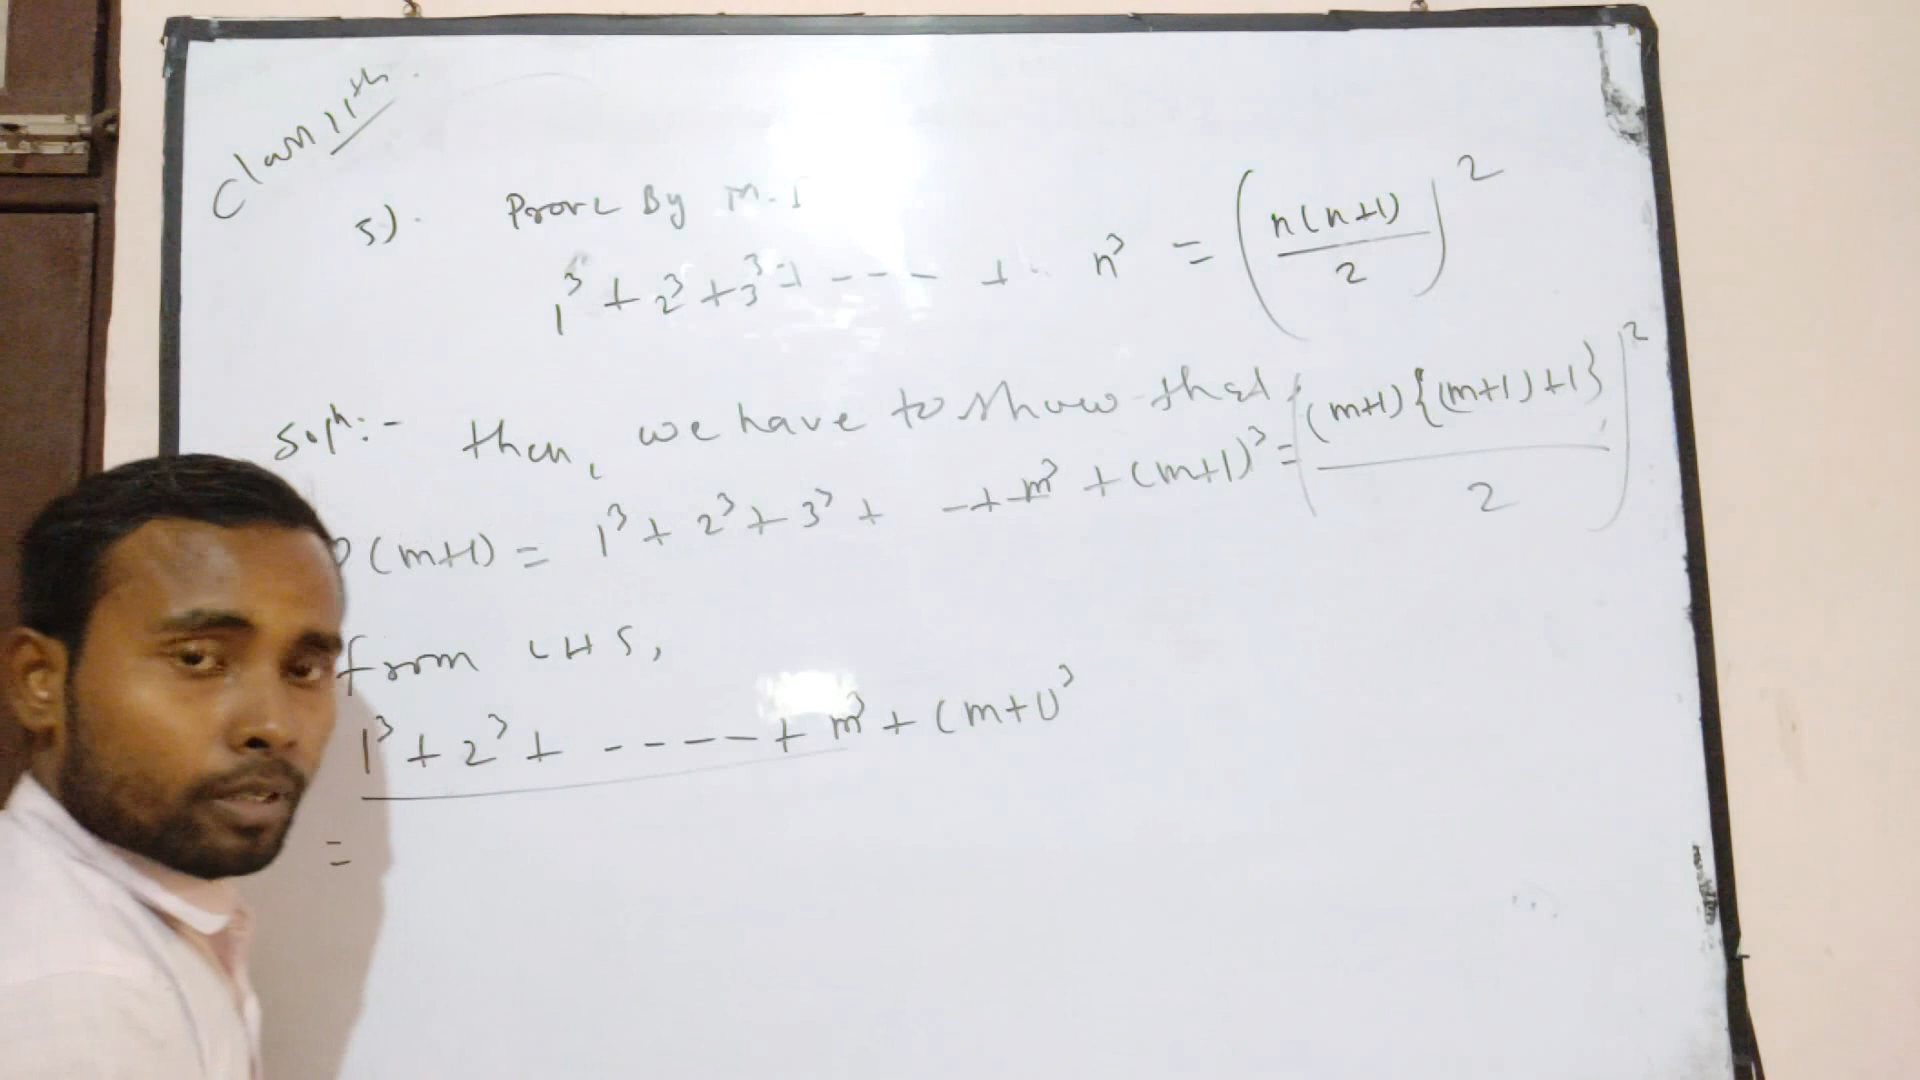 Class 11th
5). Prove By M.I
1³ + 2³ + 3³ + - - - + n³ = (n(n+1)/2)²
Solⁿ:- then, we have to show that,
P(m+1) = 1³ + 2³ + 3³ + - + m³ + (m+1)³ = ((m+1){(m+1)+1}/2)²
from LHS,
1³ + 2³ + - - - - - + m³ + (m+1)³
=